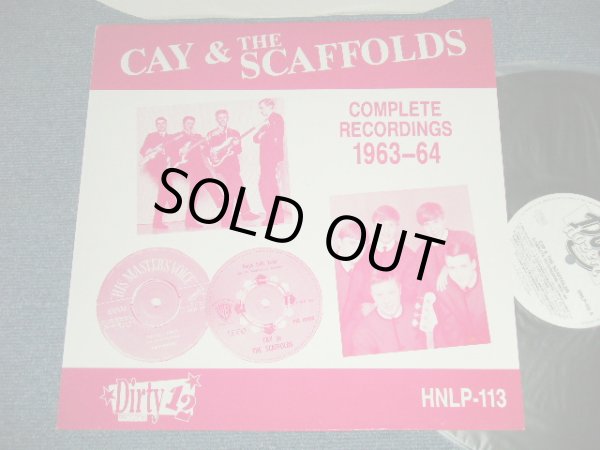 CAY & THE SCAFFOLDS
COMPLETE
RECORDINGS
1963-64
SOLD OUT
HIS MASTER'S VOICE
CAY &
THE SCAFFOLDS
Dirty 12
HNLP-113